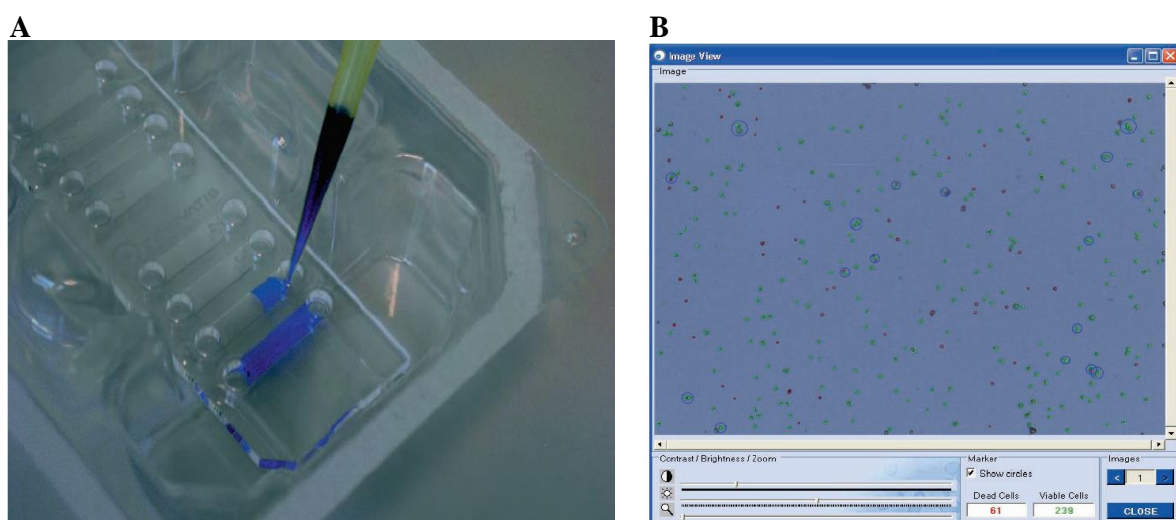 A
B
Image View
Image
Contrast / Brightness / Zoom
Marker
Show circles
Dead Cells
Viable Cells
61
239
Images
<
1
>
CLOSE